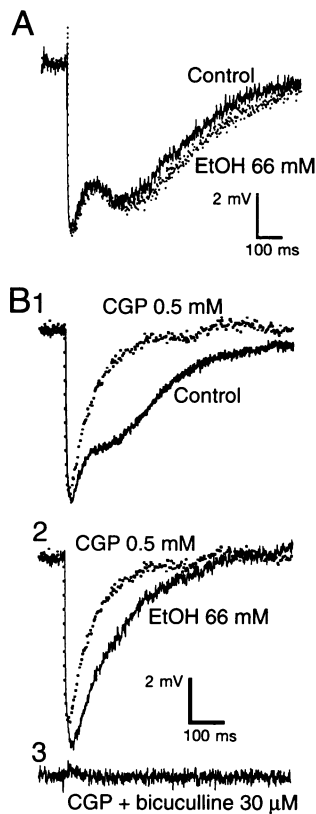 A
Control
EtOH 66 mM
2 mV
100 ms
B1
CGP 0.5 mM
Control
2
CGP 0.5 mM
EtOH 66 mM
2 mV
100 ms
3
CGP + bicuculline 30 μM